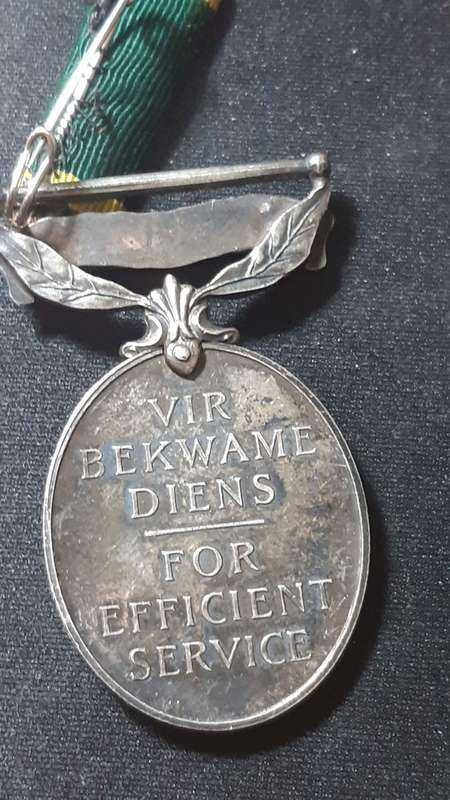 VIR
BEKWAME
DIENS
FOR
EFFICIENT
SERVICE